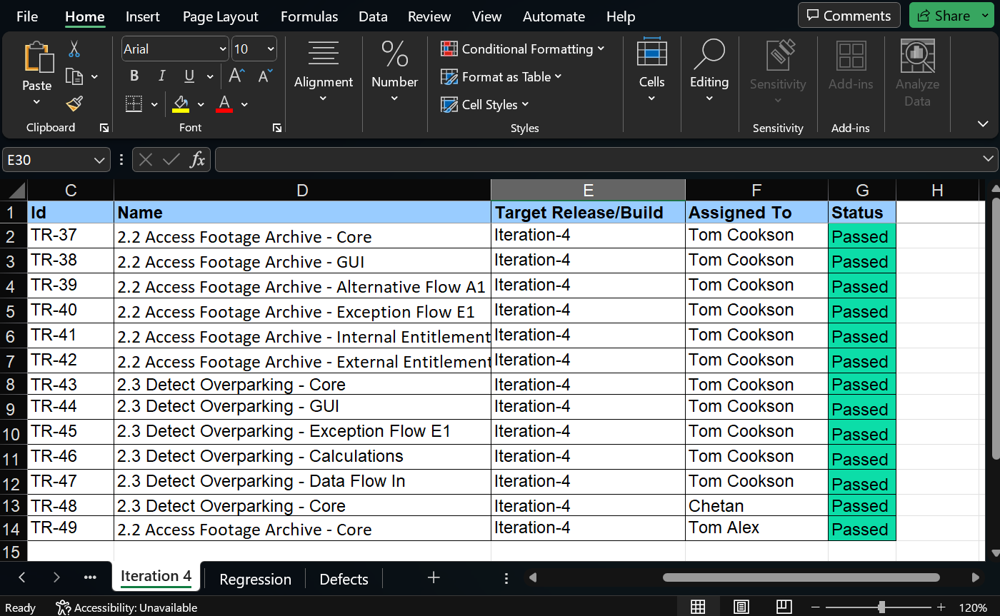 File Home Insert Page Layout Formulas Data Review View Automate Help Comments Share
Arial 10
Paste
B I U A A
A
Alignment Number
Conditional Formatting
Format as Table
Cell Styles
Cells Editing Sensitivity Add-ins Analyze Data
Clipboard Font Styles Sensitivity Add-ins
E30 fx
C D E F G H
1 Id Name Target Release/Build Assigned To Status
2 TR-37 2.2 Access Footage Archive - Core Iteration-4 Tom Cookson Passed
3 TR-38 2.2 Access Footage Archive - GUI Iteration-4 Tom Cookson Passed
4 TR-39 2.2 Access Footage Archive - Alternative Flow A1 Iteration-4 Tom Cookson Passed
5 TR-40 2.2 Access Footage Archive - Exception Flow E1 Iteration-4 Tom Cookson Passed
6 TR-41 2.2 Access Footage Archive - Internal Entitlement Iteration-4 Tom Cookson Passed
7 TR-42 2.2 Access Footage Archive - External Entitlement Iteration-4 Tom Cookson Passed
8 TR-43 2.3 Detect Overparking - Core Iteration-4 Tom Cookson Passed
9 TR-44 2.3 Detect Overparking - GUI Iteration-4 Tom Cookson Passed
10 TR-45 2.3 Detect Overparking - Exception Flow E1 Iteration-4 Tom Cookson Passed
11 TR-46 2.3 Detect Overparking - Calculations Iteration-4 Tom Cookson Passed
12 TR-47 2.3 Detect Overparking - Data Flow In Iteration-4 Tom Cookson Passed
13 TR-48 2.3 Detect Overparking - Core Iteration-4 Chetan Passed
14 TR-49 2.2 Access Footage Archive - Core Iteration-4 Tom Alex Passed
15
Iteration 4 Regression Defects
Ready Accessibility: Unavailable 120%